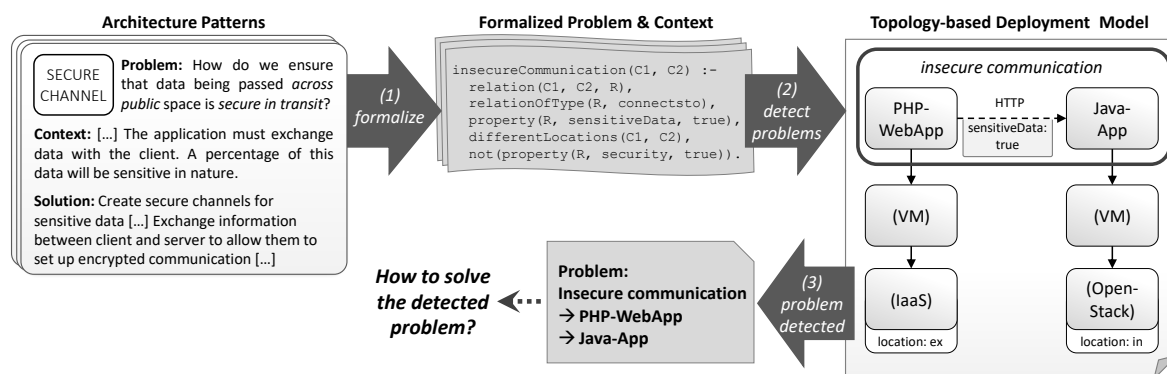 Architecture Patterns
SECURE
CHANNEL
Problem: How do we ensure
that data being passed across
public space is secure in transit?
Context: […] The application must exchange
data with the client. A percentage of this
data will be sensitive in nature.
Solution: Create secure channels for
sensitive data […] Exchange information
between client and server to allow them to
set up encrypted communication […]
(1)
formalize
Formalized Problem & Context
insecureCommunication(C1, C2) :-
relation(C1, C2, R),
relationOfType(R, connectsto),
property(R, sensitiveData, true),
differentLocations(C1, C2),
not(property(R, security, true)).
(2)
detect
problems
Topology-based Deployment Model
insecure communication
PHP-
WebApp
HTTP
sensitiveData:
true
Java-
App
(VM)
(VM)
(IaaS)
location: ex
(Open-
Stack)
location: in
(3)
problem
detected
Problem:
Insecure communication
→ PHP-WebApp
→ Java-App
How to solve
the detected
problem?